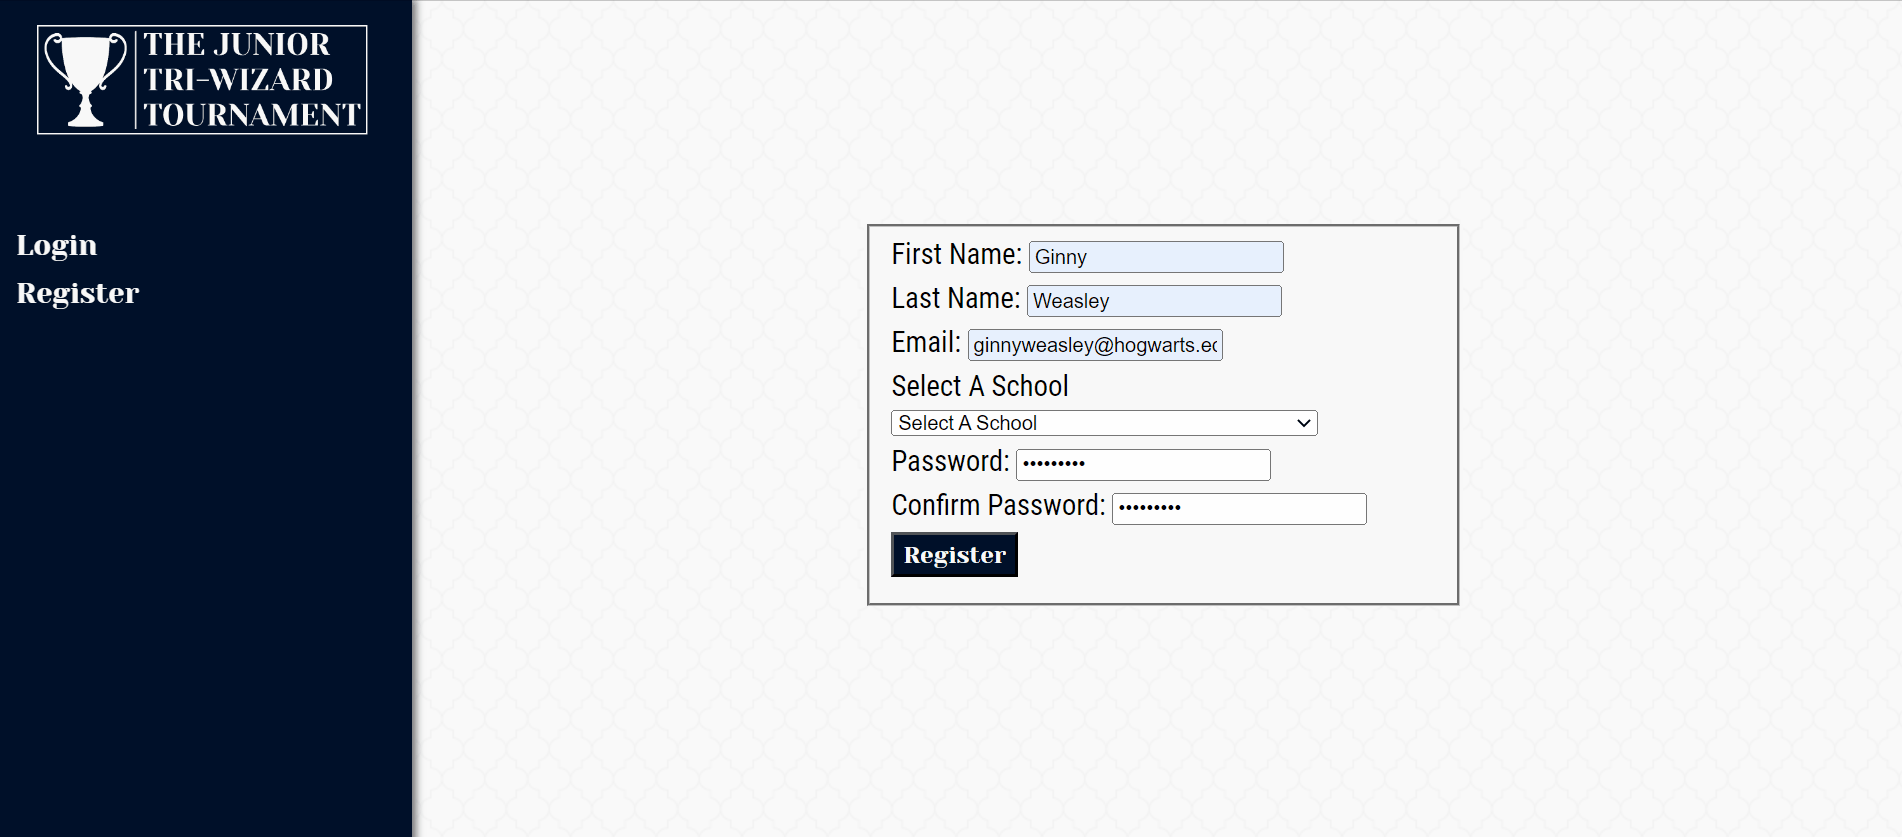 THE JUNIOR
TRI-WIZARD
TOURNAMENT
Login
Register
First Name: Ginny
Last Name: Weasley
Email: ginnyweasley@hogwarts.ec
Select A School
Select A School
Password: •••••••••
Confirm Password: •••••••••
Register